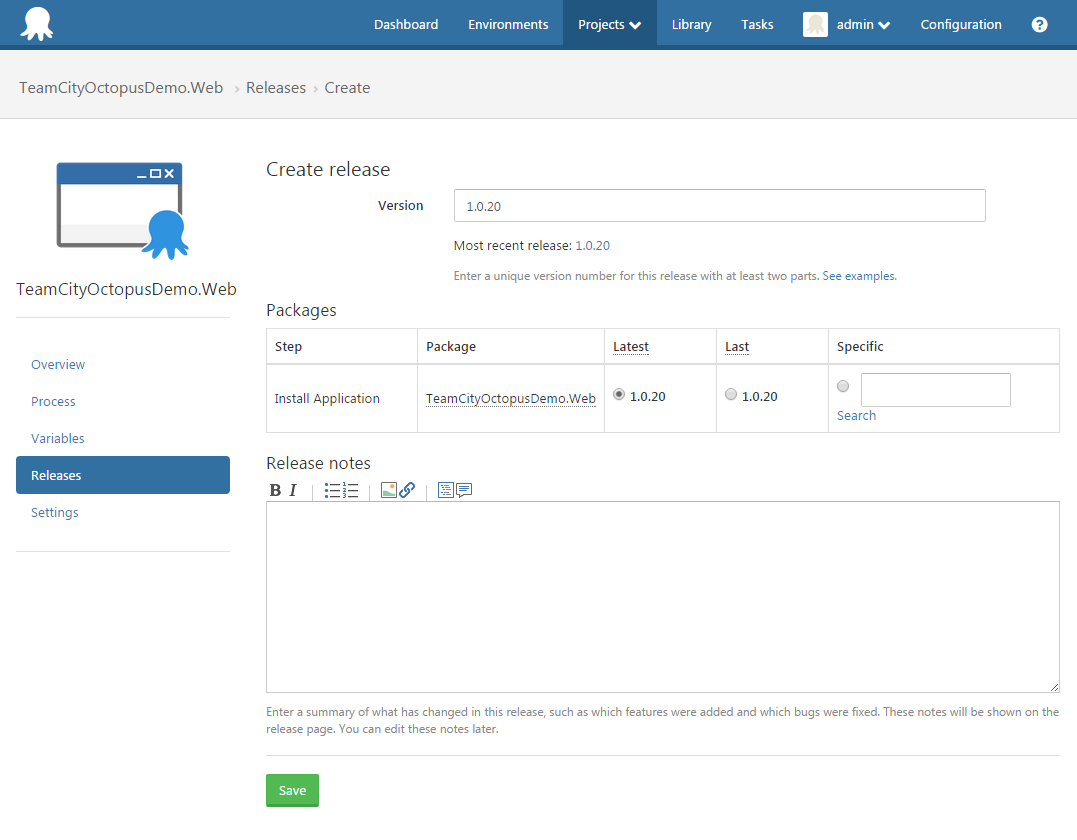 Dashboard Environments Projects Library Tasks admin Configuration ?
TeamCityOctopusDemo.Web › Releases › Create
TeamCityOctopusDemo.Web
Overview
Process
Variables
Releases
Settings
Create release
Version 1.0.20
Most recent release: 1.0.20
Enter a unique version number for this release with at least two parts. See examples.
Packages
Step Package Latest Last Specific
Install Application TeamCityOctopusDemo.Web 1.0.20 1.0.20
Search
Release notes
B I
Enter a summary of what has changed in this release, such as which features were added and which bugs were fixed. These notes will be shown on the
release page. You can edit these notes later.
Save